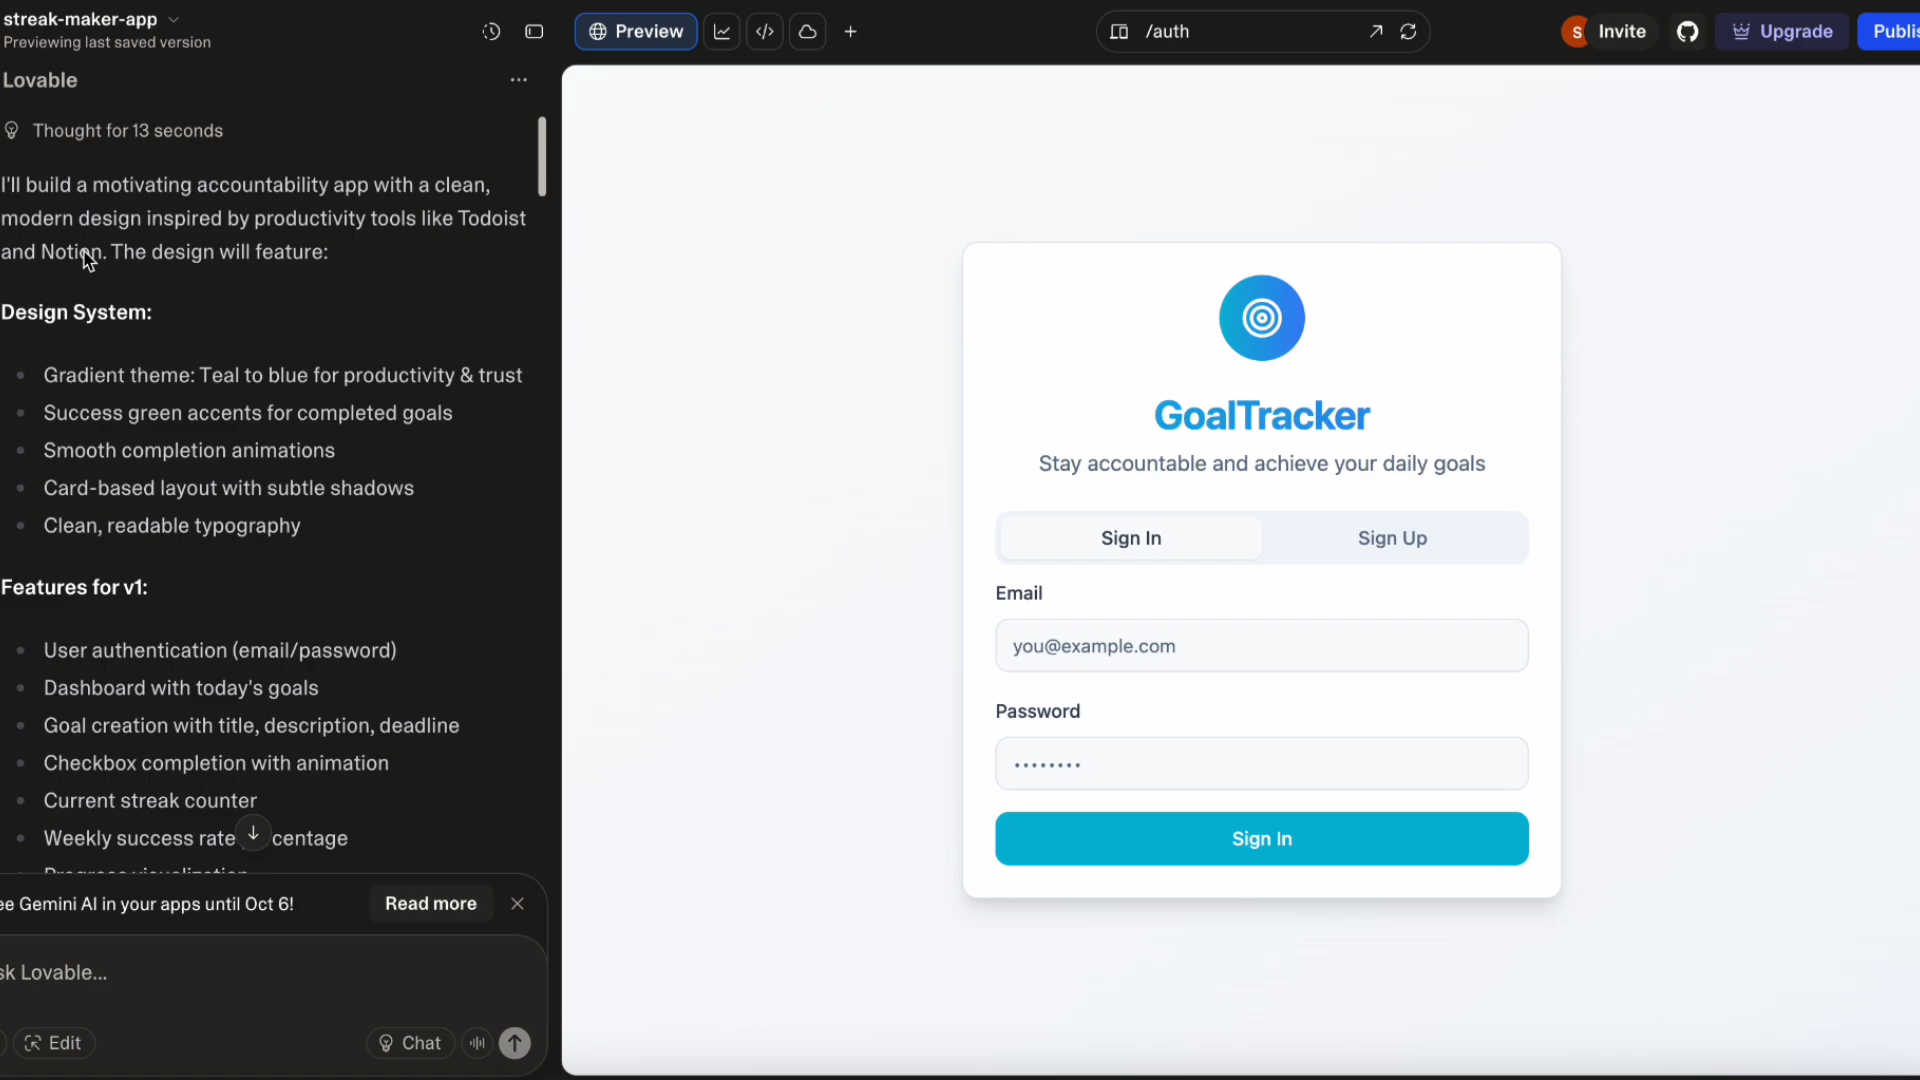 streak-maker-app
Previewing last saved version
Preview
/auth
S
Invite
Upgrade
Publis
Lovable
Thought for 13 seconds
I'll build a motivating accountability app with a clean,
modern design inspired by productivity tools like Todoist
and Notion. The design will feature:
Design System:
Gradient theme: Teal to blue for productivity & trust
Success green accents for completed goals
Smooth completion animations
Card-based layout with subtle shadows
Clean, readable typography
Features for v1:
User authentication (email/password)
Dashboard with today's goals
Goal creation with title, description, deadline
Checkbox completion with animation
Current streak counter
Weekly success rate centage
Progress visualization
ee Gemini AI in your apps until Oct 6!
Read more
sk Lovable...
Edit
Chat
GoalTracker
Stay accountable and achieve your daily goals
Sign In
Sign Up
Email
you@example.com
Password
••••••••
Sign In